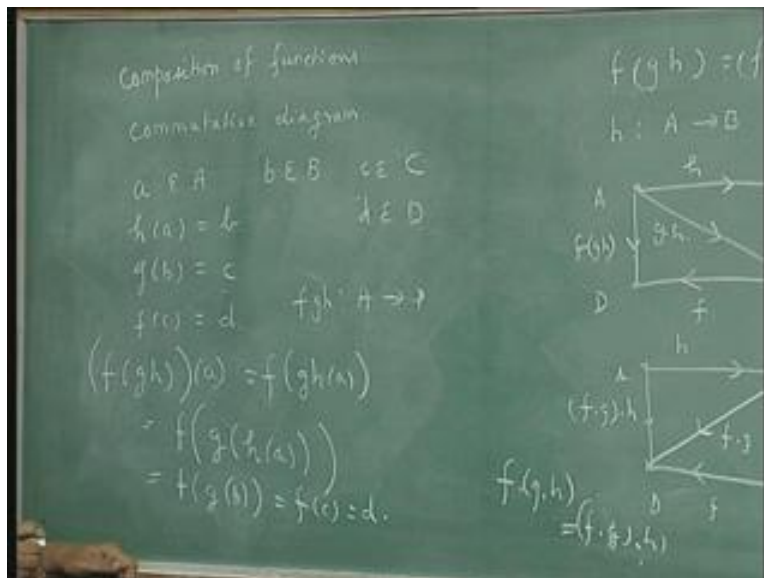 Composition of functions
Commutative diagram
a ε A b ε B c ε C
h(a) = b d ε D
g(b) = c
f(c) = d fgh : A → D
(f(gh))(a) = f(gh(a))
= f(g(h(a)))
= f(g(b)) = f(c) = d.
f(gh) = (f
h : A → B
h
A
f(gh) gh
D f
h
A
(f·g)·h
f·g
D f
f·(g·h)
= (f·g)·h)